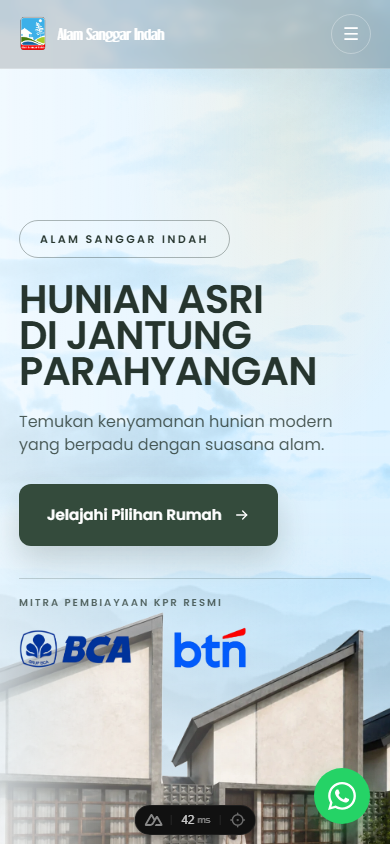 Alam Sanggar Indah
ALAM SANGGAR INDAH
HUNIAN ASRI
DI JANTUNG
PARAHYANGAN
Temukan kenyamanan hunian modern
yang berpadu dengan suasana alam.
Jelajahi Pilihan Rumah →
MITRA PEMBIAYAAN KPR RESMI
BCA
btn
42 ms